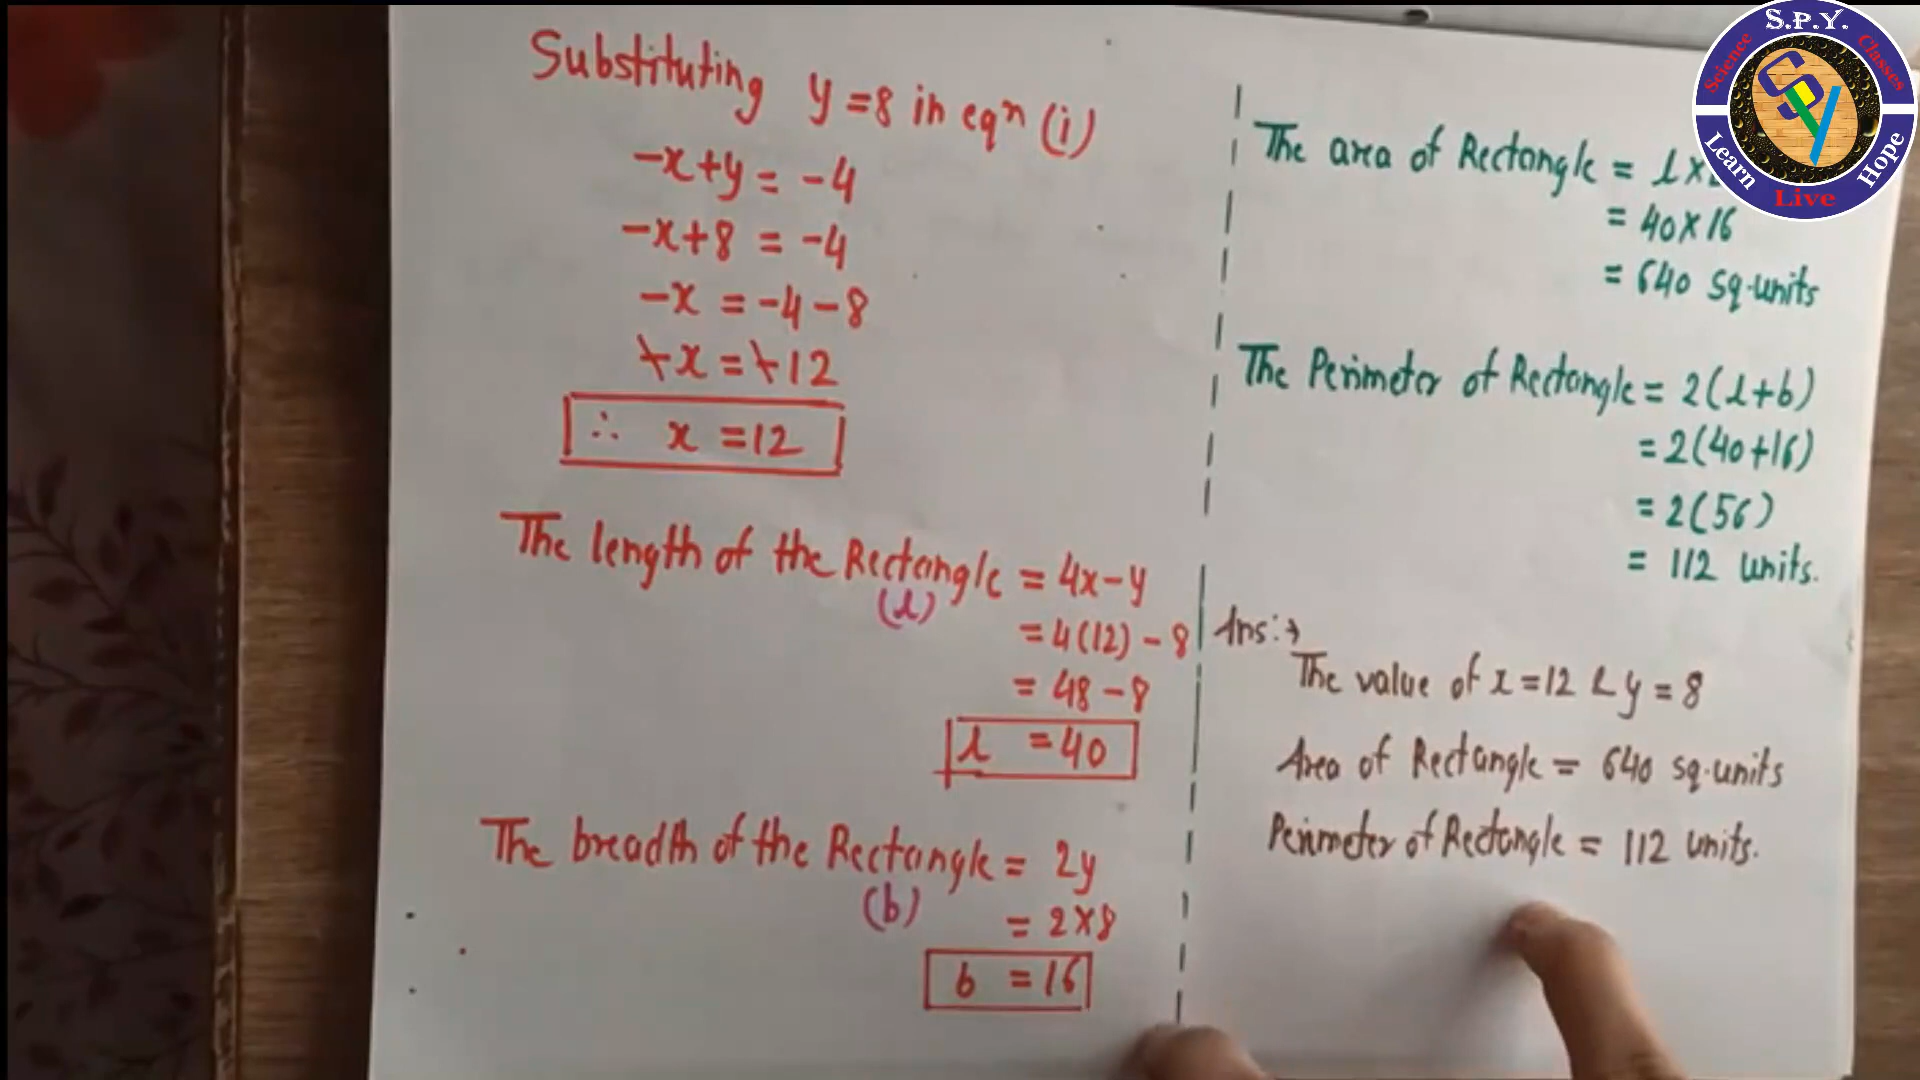 Substituting y=8 in eqⁿ (i)
-x+y = -4
-x+8 = -4
-x = -4-8
-x = -12
∴ x = 12
The length of the Rectangle = 4x-y
(l)
= 4(12) - 8
= 48 - 8
l = 40
The breadth of the Rectangle = 2y
(b)
= 2×8
b = 16
The area of Rectangle = l×
= 40×16
= 640 sq.units
The Perimeter of Rectangle = 2(l+b)
= 2(40+16)
= 2(56)
= 112 units.
Ans:→
The value of x=12 & y=8
Area of Rectangle = 640 sq.units
Perimeter of Rectangle = 112 units.
S.P.Y.
Science
Classes
SPY
Learn
Live
Hope